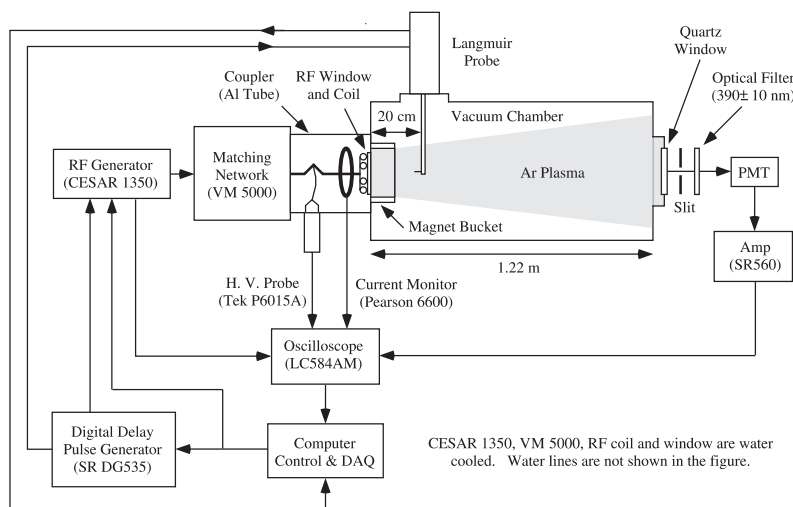 Langmuir
Probe
Quartz
Window
Coupler
(Al Tube)
RF Window
and Coil
Optical Filter
(390± 10 nm)
20 cm
Vacuum Chamber
RF Generator
(CESAR 1350)
Matching
Network
(VM 5000)
Ar Plasma
PMT
Slit
Magnet Bucket
1.22 m
Amp
(SR560)
H. V. Probe
(Tek P6015A)
Current Monitor
(Pearson 6600)
Oscilloscope
(LC584AM)
Digital Delay
Pulse Generator
(SR DG535)
Computer
Control & DAQ
CESAR 1350, VM 5000, RF coil and window are water
cooled. Water lines are not shown in the figure.